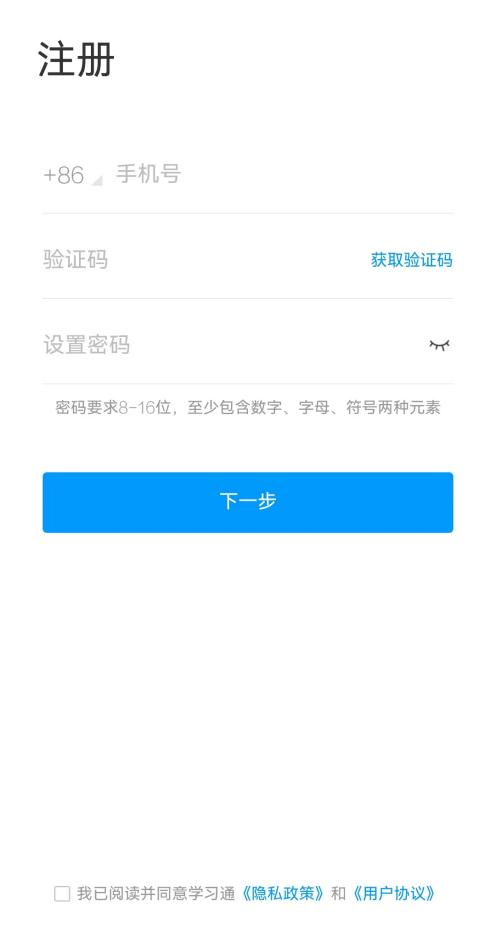 注册
+86 手机号
验证码 获取验证码
设置密码
密码要求8-16位，至少包含数字、字母、符号两种元素
下一步
我已阅读并同意学习通《隐私政策》和《用户协议》